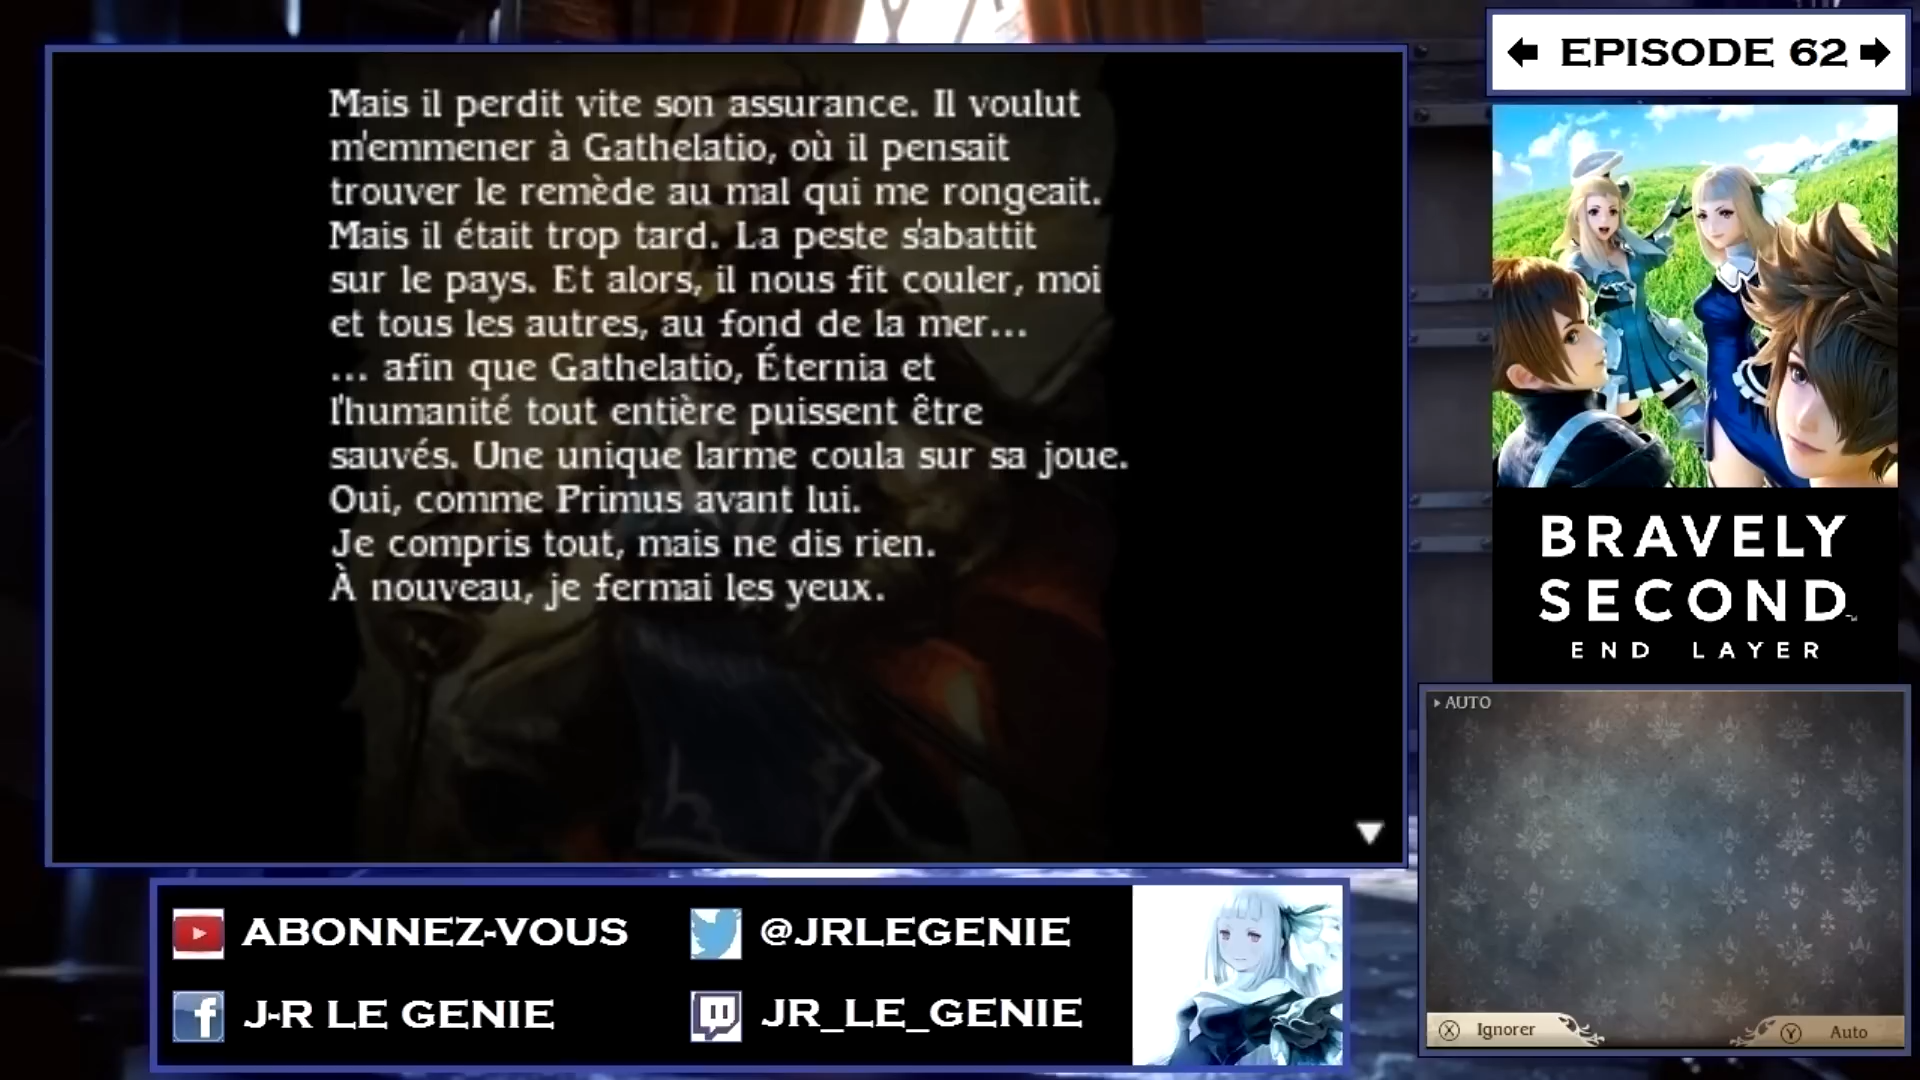 Mais il perdit vite son assurance. Il voulut
m'emmener à Gathelatio, où il pensait
trouver le remède au mal qui me rongeait.
Mais il était trop tard. La peste s'abattit
sur le pays. Et alors, il nous fit couler, moi
et tous les autres, au fond de la mer...
... afin que Gathelatio, Éternia et
l'humanité tout entière puissent être
sauvés. Une unique larme coula sur sa joue.
Oui, comme Primus avant lui.
Je compris tout, mais ne dis rien.
À nouveau, je fermai les yeux.
EPISODE 62
BRAVELY
SECOND
END LAYER
AUTO
Ignorer
Auto
ABONNEZ-VOUS
@JRLEGENIE
J-R LE GENIE
JR_LE_GENIE